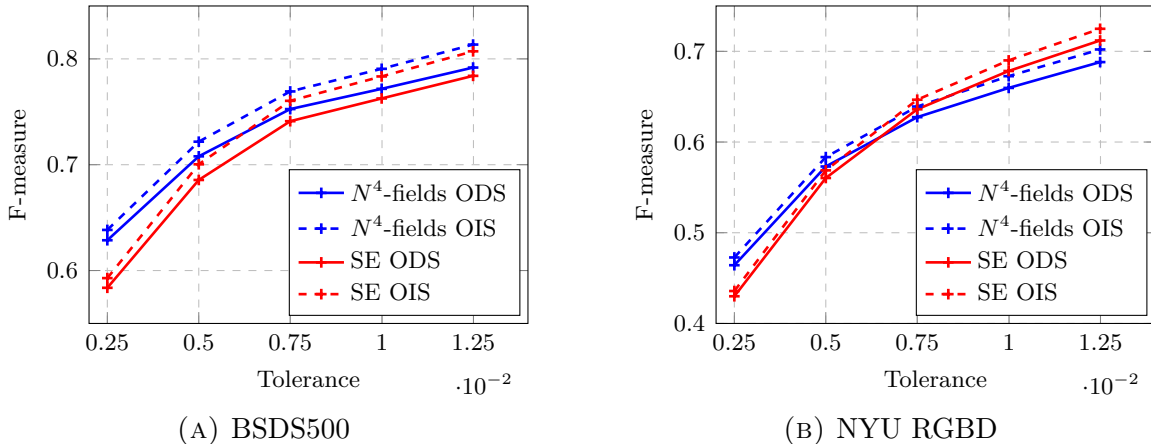 F-measure
0.8
0.7
0.6
N⁴-fields ODS
N⁴-fields OIS
SE ODS
SE OIS
0.25 0.5 0.75 1 1.25
Tolerance
·10⁻²
(A) BSDS500
F-measure
0.7
0.6
0.5
0.4
N⁴-fields ODS
N⁴-fields OIS
SE ODS
SE OIS
0.25 0.5 0.75 1 1.25
Tolerance
·10⁻²
(B) NYU RGBD